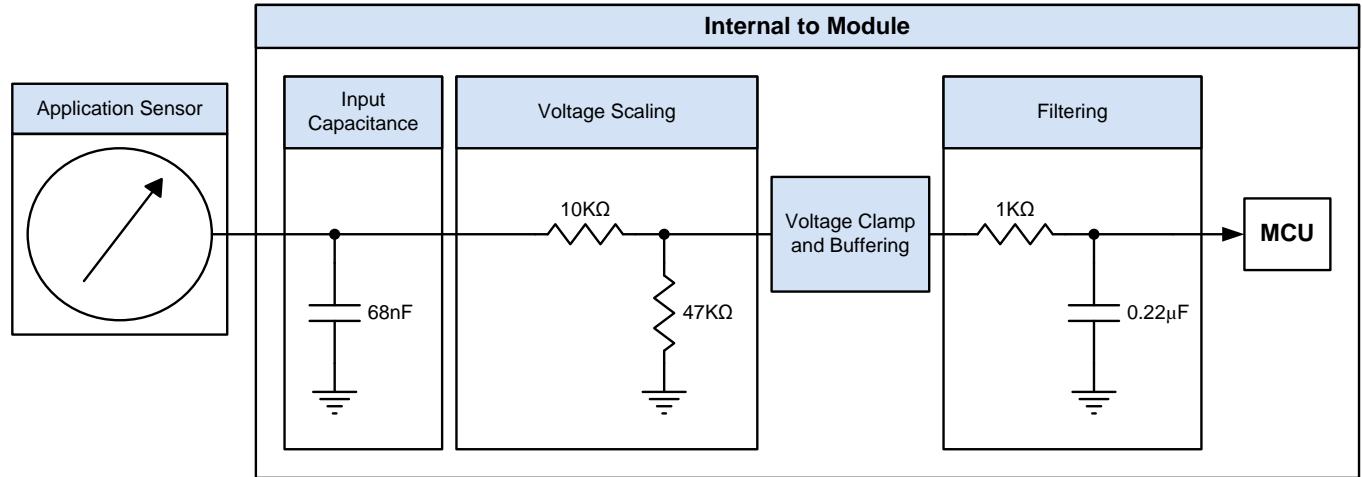 Internal to Module
Application Sensor
Input
Capacitance
Voltage Scaling
Filtering
10KΩ
Voltage Clamp
and Buffering
1KΩ
MCU
68nF
47KΩ
0.22μF